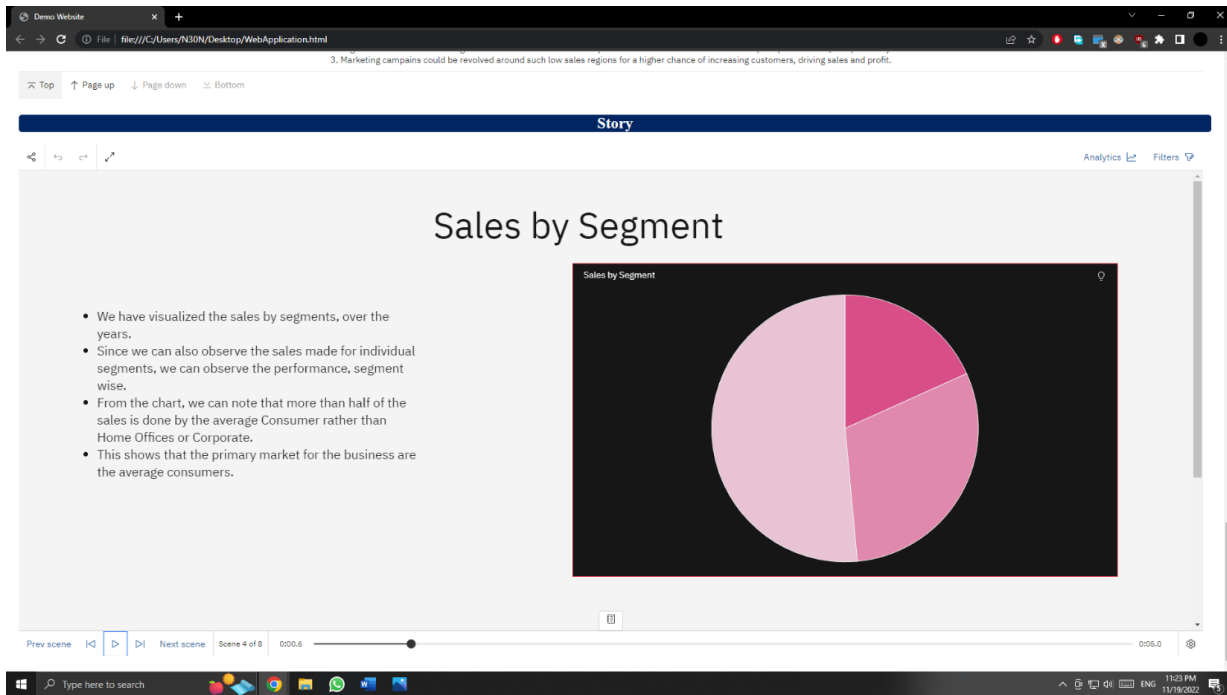 Demo Website
File file:///C:/Users/N30N/Desktop/WebApplication.html
3. Marketing campains could be revolved around such low sales regions for a higher chance of increasing customers, driving sales and profit.
Top Page up Page down Bottom
Story
Analytics Filters
Sales by Segment
Sales by Segment
We have visualized the sales by segments, over the
years.
Since we can also observe the sales made for individual
segments, we can observe the performance, segment
wise.
From the chart, we can note that more than half of the
sales is done by the average Consumer rather than
Home Offices or Corporate.
This shows that the primary market for the business are
the average consumers.
Prev scene Next scene Scene 4 of 8 0:00.6 0:05.0
Type here to search
ENG 11:23 PM
11/19/2022